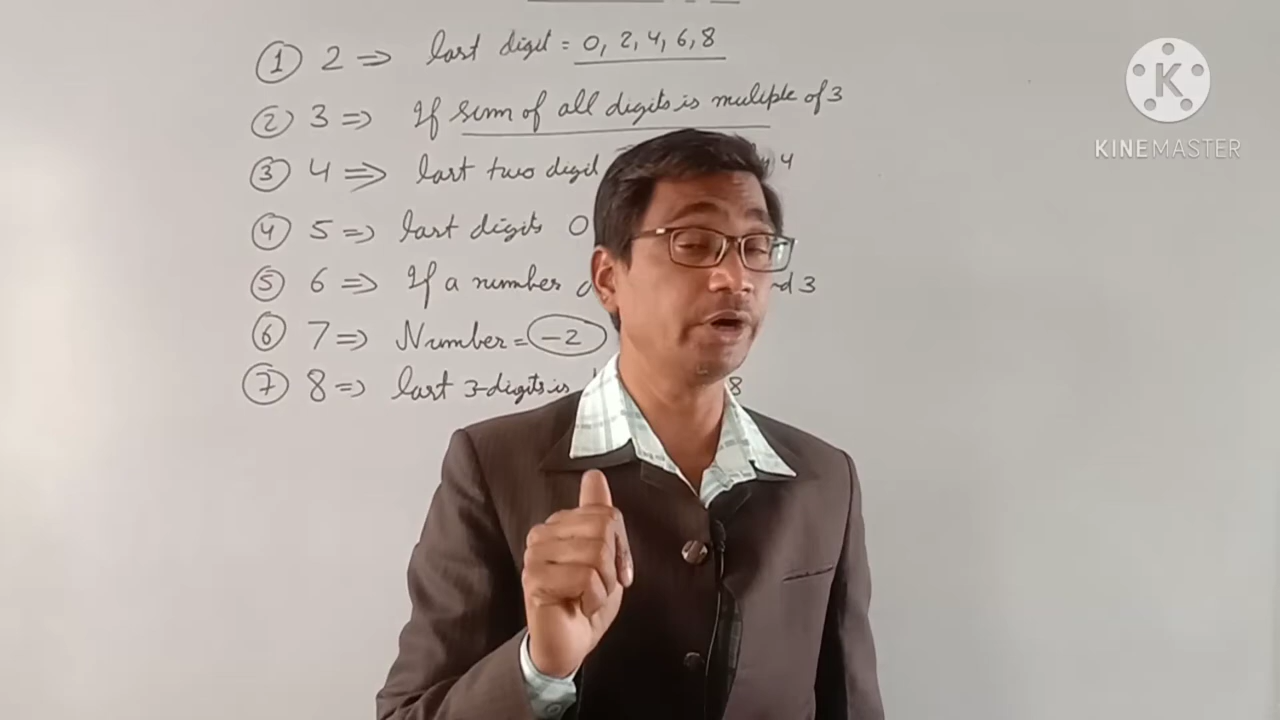 ① 2 ⇒ last digit = 0, 2, 4, 6, 8
② 3 ⇒ If sum of all digits is muliple of 3
③ 4 ⇒ last two digit 4
④ 5 ⇒ last digits 0
⑤ 6 ⇒ If a number and 3
⑥ 7 ⇒ Number = -2
⑦ 8 ⇒ last 3-digits is 8
K
KINEMASTER